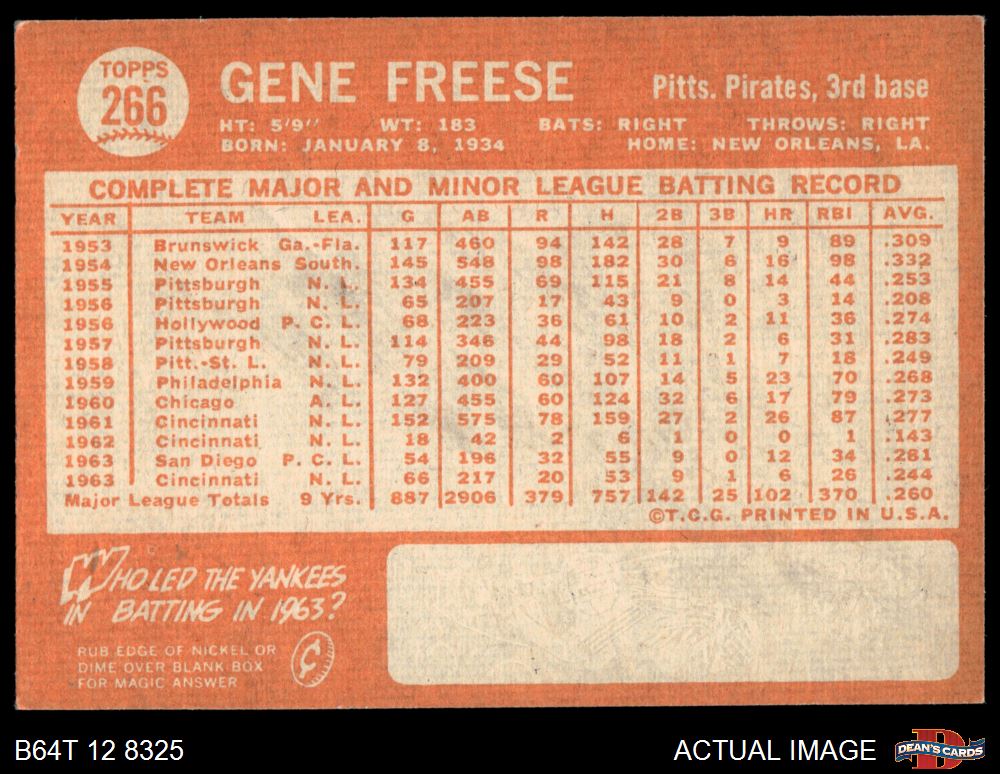 TOPPS
266
GENE FREESE
Pitts. Pirates, 3rd base
HT: 5'9" WT: 183 BATS: RIGHT THROWS: RIGHT
BORN: JANUARY 8, 1934 HOME: NEW ORLEANS, LA.
COMPLETE MAJOR AND MINOR LEAGUE BATTING RECORD
YEAR TEAM LEA. G AB R H 2B 3B HR RBI AVG.
1953 Brunswick Ga.-Fla. 117 460 94 142 28 7 9 89 .309
1954 New Orleans South. 145 548 98 182 30 6 16 98 .332
1955 Pittsburgh N. L. 134 455 69 115 21 8 14 44 .253
1956 Pittsburgh N. L. 65 207 17 43 9 0 3 14 .208
1956 Hollywood P. C. L. 68 223 36 61 10 2 11 36 .274
1957 Pittsburgh N. L. 114 346 44 98 18 2 6 31 .283
1958 Pitt.-St. L. N. L. 79 209 29 52 11 1 7 18 .249
1959 Philadelphia N. L. 132 400 60 107 14 5 23 70 .268
1960 Chicago A. L. 127 455 60 124 32 6 17 79 .273
1961 Cincinnati N. L. 152 575 78 159 27 2 26 87 .277
1962 Cincinnati N. L. 18 42 2 6 1 0 0 1 .143
1963 San Diego P. C. L. 54 196 32 55 9 0 12 34 .281
1963 Cincinnati N. L. 66 217 20 53 9 1 6 26 .244
Major League Totals 9 Yrs. 887 2906 379 757 142 25 102 370 .260
©T.C.G. PRINTED IN U.S.A.
WHO LED THE YANKEES
IN BATTING IN 1963?
RUB EDGE OF NICKEL OR
DIME OVER BLANK BOX
FOR MAGIC ANSWER
¢
B64T 12 8325
ACTUAL IMAGE
D
DEAN'S CARDS